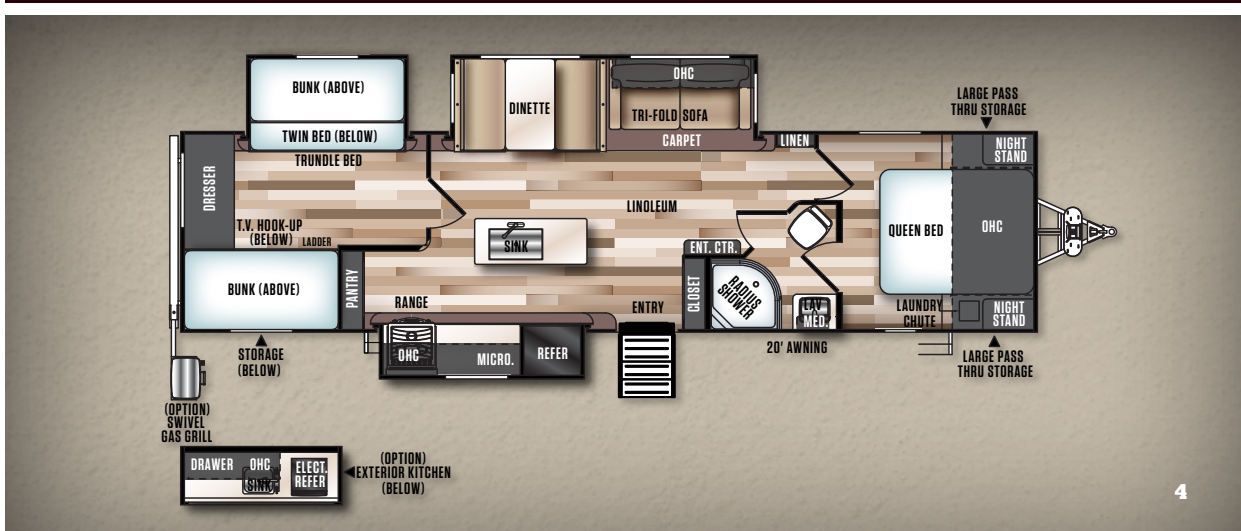 BUNK (ABOVE)
TWIN BED (BELOW)
TRUNDLE BED
DRESSER
T.V. HOOK-UP
(BELOW)
LADDER
BUNK (ABOVE)
PANTRY
STORAGE
(BELOW)
(OPTION)
SWIVEL
GAS GRILL
DRAWER
OHC
SINK
ELECT.
REFER
(OPTION)
EXTERIOR KITCHEN
(BELOW)
DINETTE
OHC
TRI-FOLD SOFA
CARPET
LINEN
LINOLEUM
SINK
RANGE
OHC
MICRO.
REFER
ENTRY
ENT. CTR.
CLOSET
RADIUS
SHOWER
LAV
MED.
20' AWNING
LARGE PASS
THRU STORAGE
NIGHT
STAND
QUEEN BED
OHC
LAUNDRY
CHUTE
NIGHT
STAND
LARGE PASS
THRU STORAGE
4